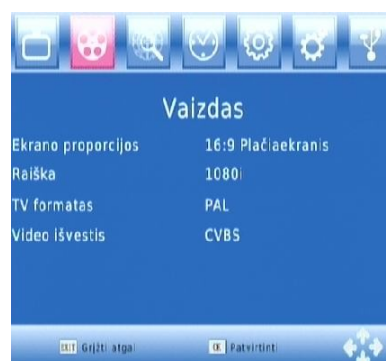 Vaizdas
Ekrano proporcijos 16:9 Plačiaekranis
Raiška 1080i
TV formatas PAL
Video išvestis CVBS
EXIT Grįžti atgal OK Patvirtinti